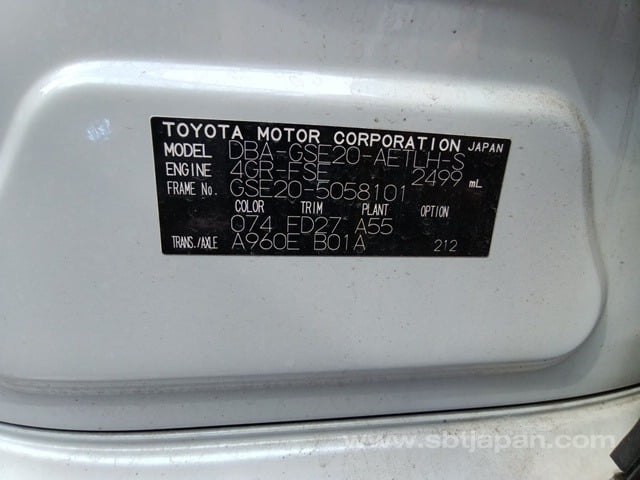 TOYOTA MOTOR CORPORATION JAPAN
MODEL DBA-GSE20-AETLH-S
ENGINE 4GR-FSE 2499 mL
FRAME No. GSE20-5058101
COLOR TRIM PLANT OPTION
074 FD27 A55
TRANS./AXLE A960E B01A 212
www.sbtjapan.com